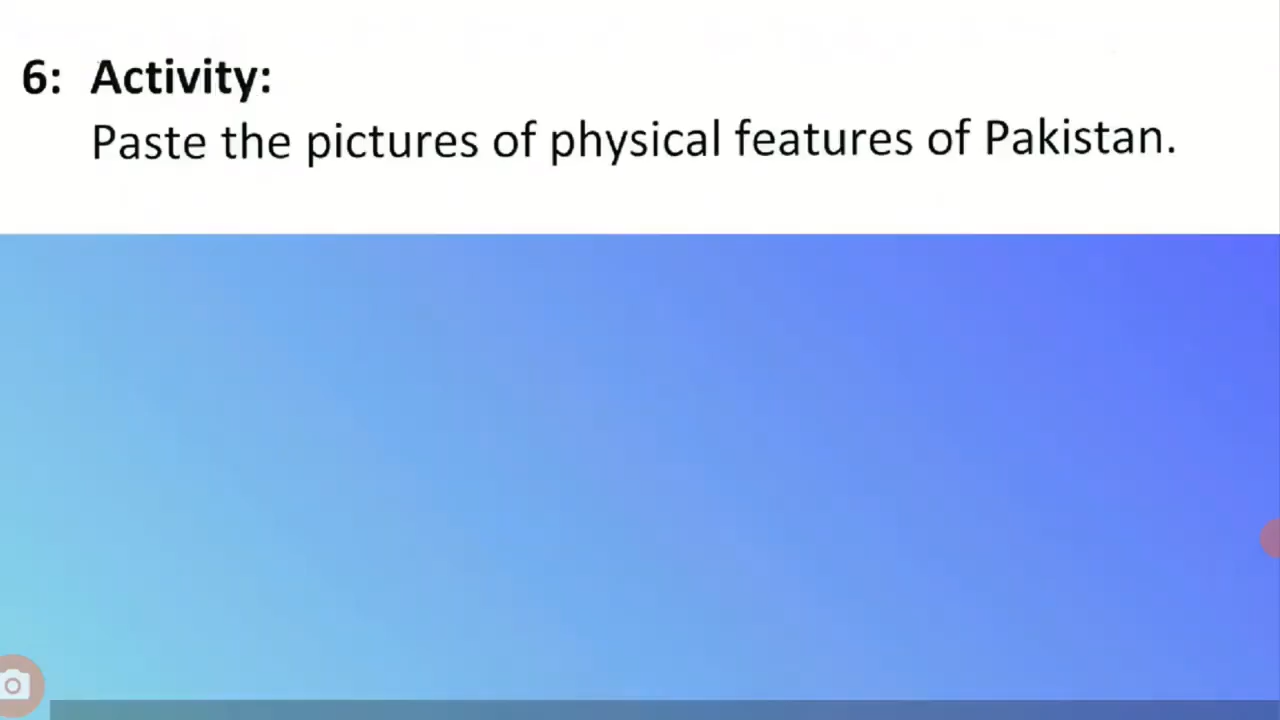 6: Activity:
Paste the pictures of physical features of Pakistan.